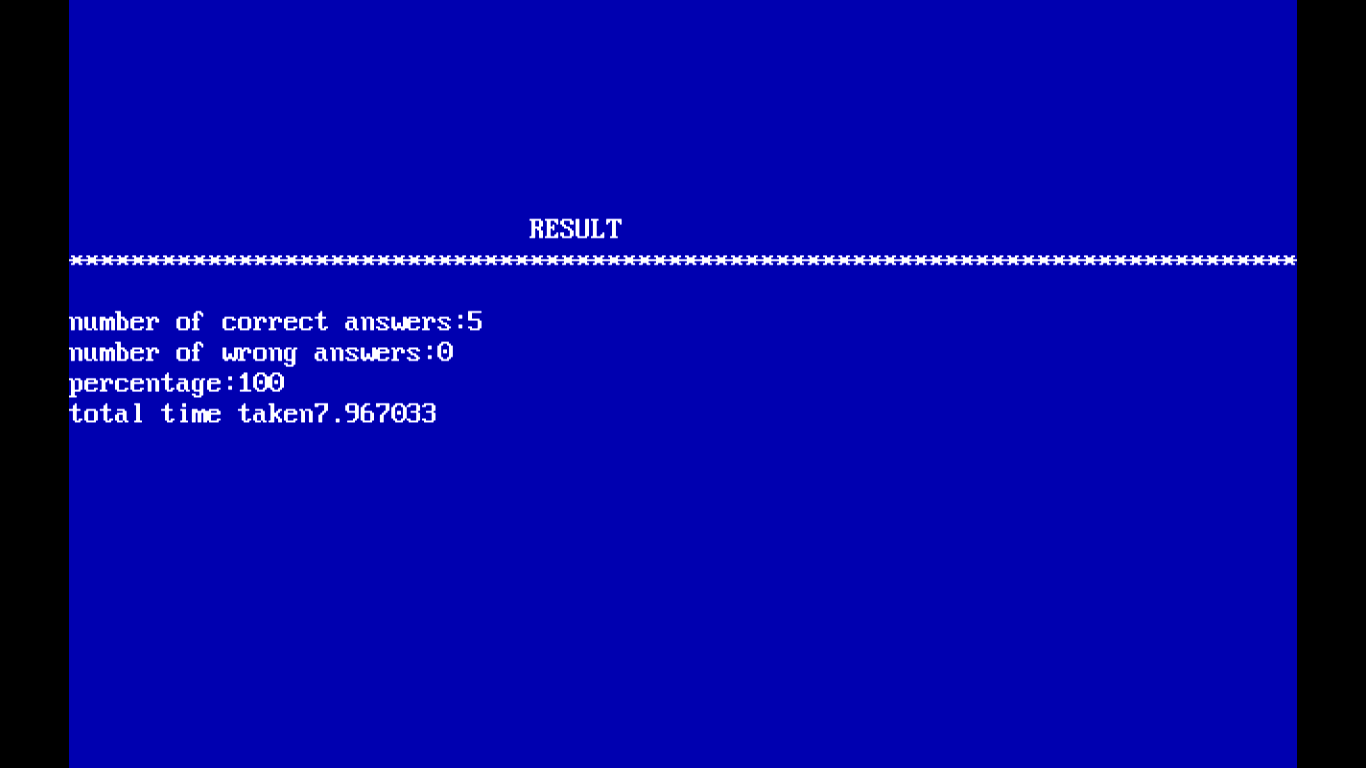 RESULT
********************************************************************************
number of correct answers:5
number of wrong answers:0
percentage:100
total time taken7.967033